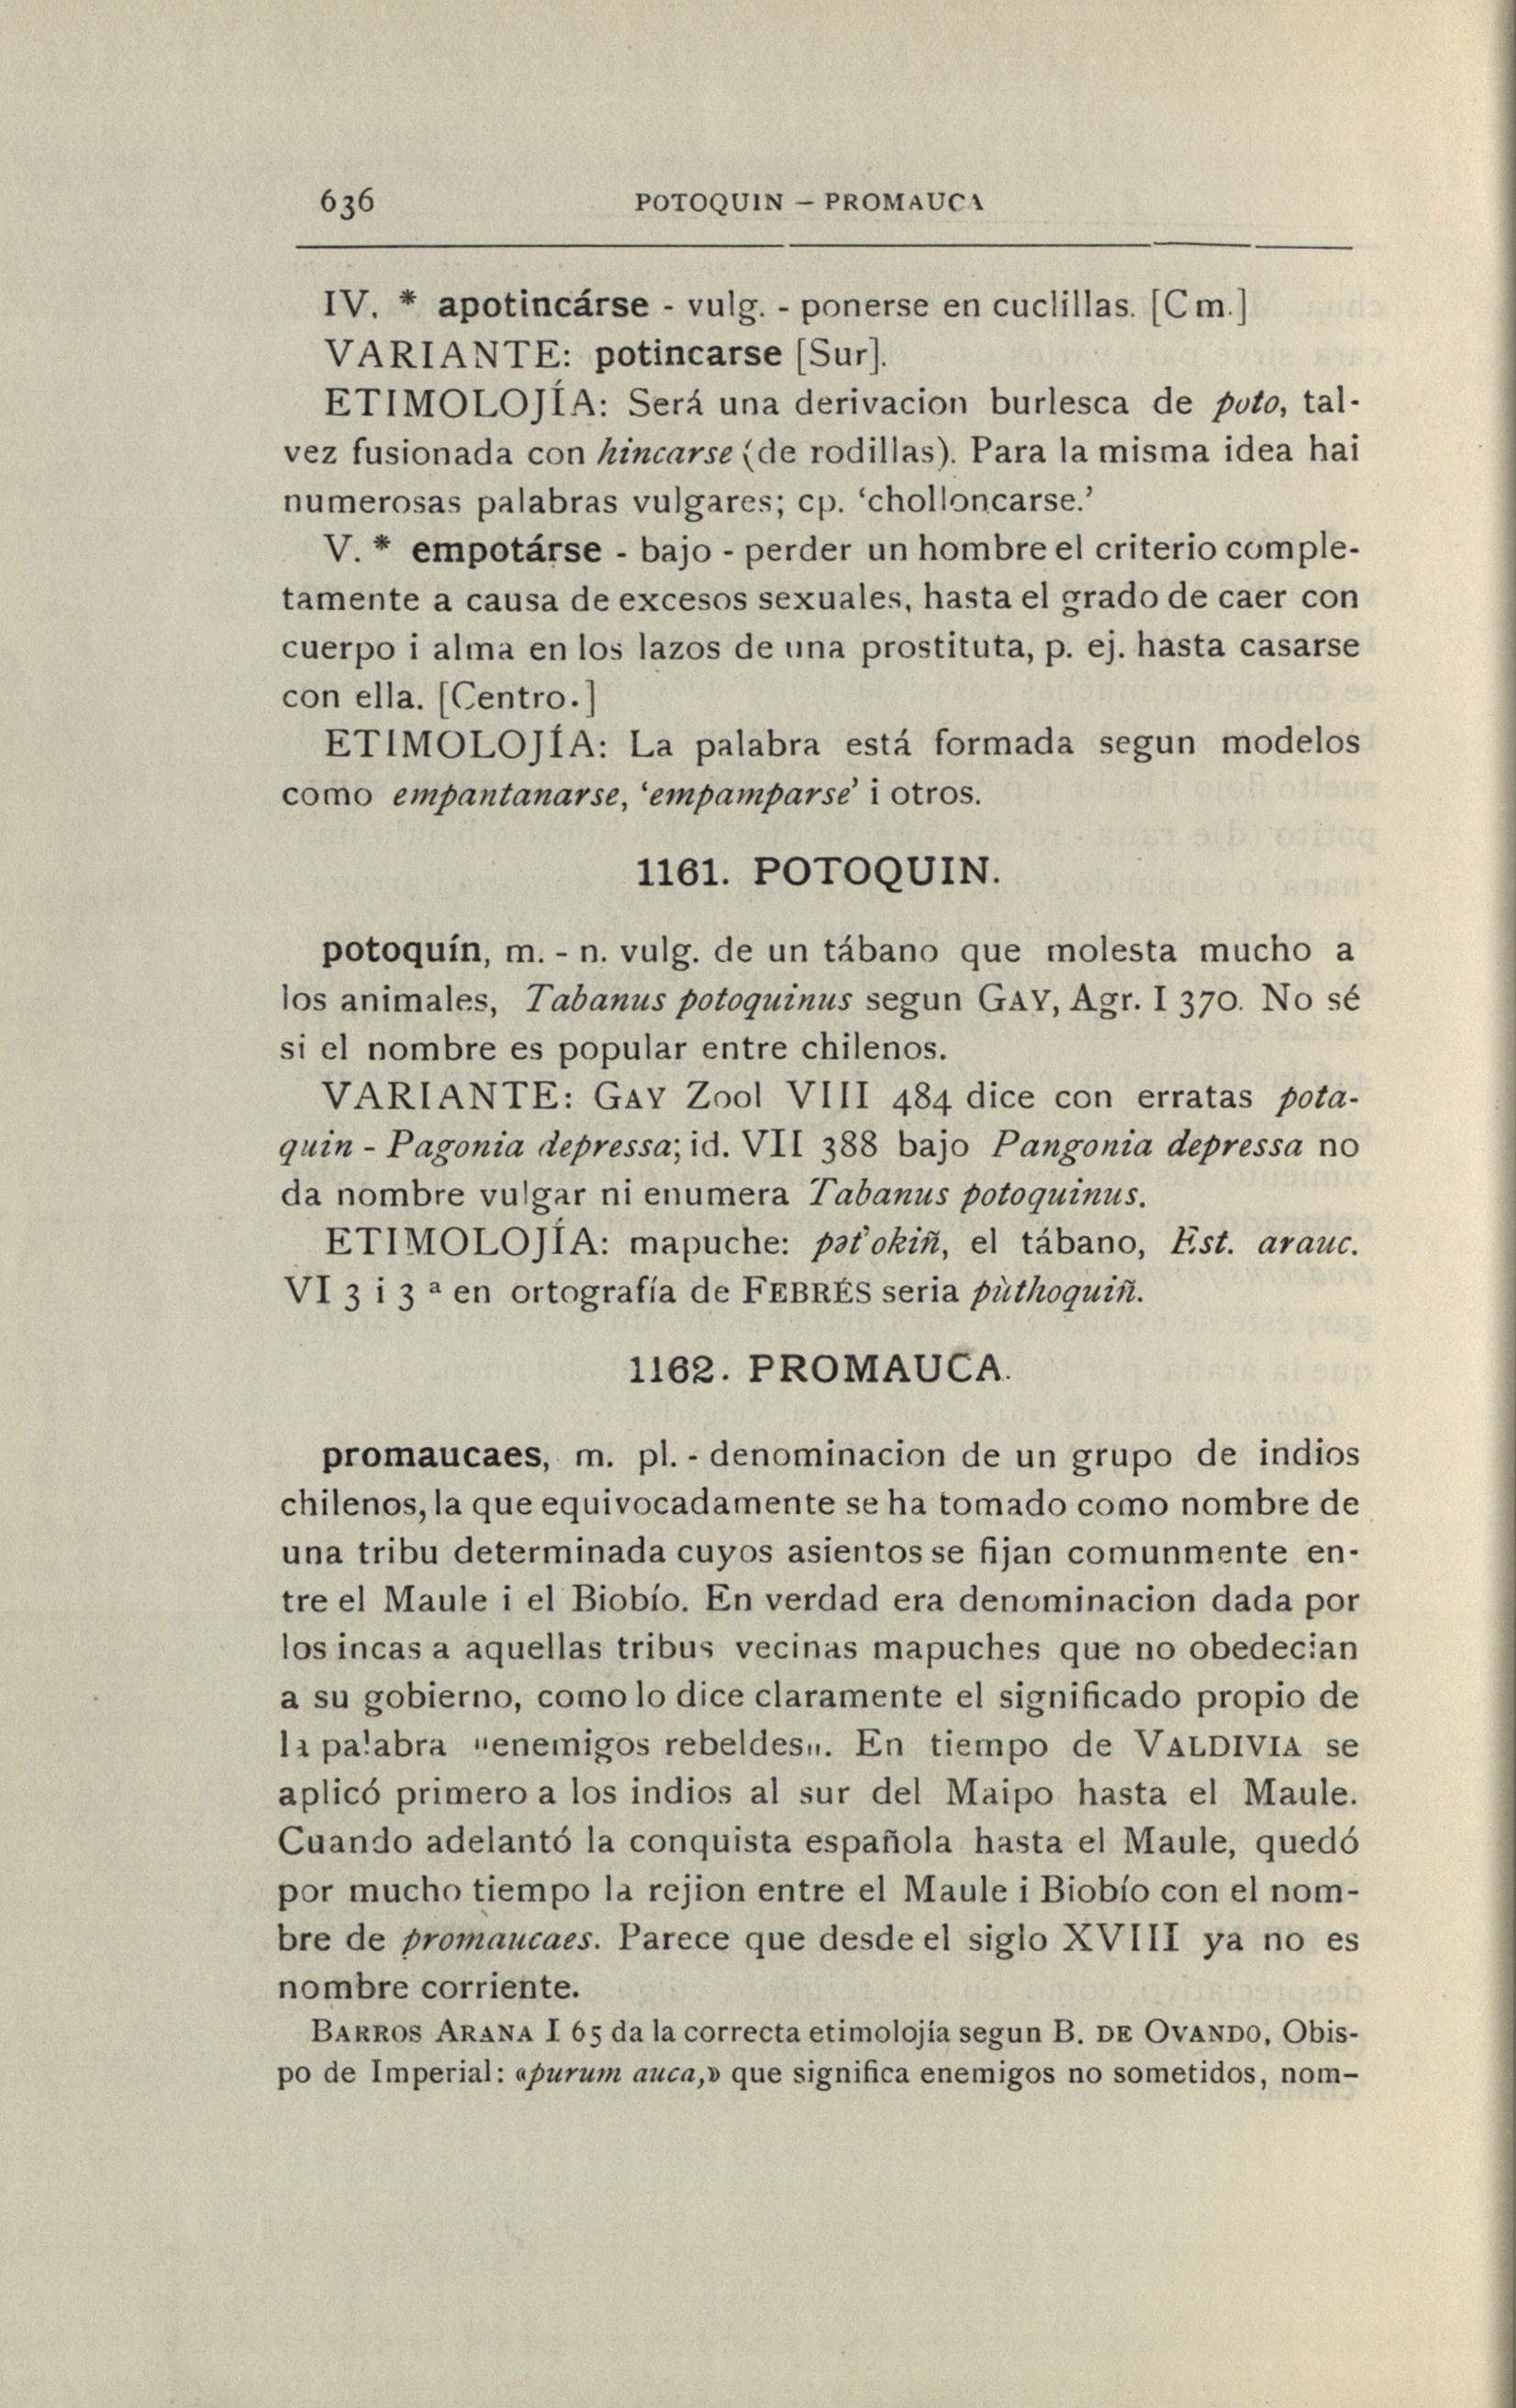 636
POTOQUIN — PROMAUCA
IV. * apotincárse - vulg. - ponerse en cuclillas. [Cm.]
VARIANTE: potincarse [Sur].
ETIMOLOJÍA: Será una derivacion burlesca de poto, tal-
vez fusionada con hincarse (de rodillas). Para la misma idea hai
numerosas palabras vulgares; cp. ‘cholloncarse.’
V. * empotárse - bajo - perder un hombre el criterio comple-
tamente a causa de excesos sexuales, hasta el grado de caer con
cuerpo i alma en los lazos de una prostituta, p. ej. hasta casarse
con ella. [Centro.]
ETIMOLOJÍA: La palabra está formada segun modelos
como empantanarse, ‘empamparse’ i otros.
1161. POTOQUIN.
potoquín, m. - n. vulg. de un tábano que molesta mucho a
los animales, Tabanus potoquinus segun GAY, Agr. I 370. No sé
si el nombre es popular entre chilenos.
VARIANTE: GAY Zool VIII 484 dice con erratas pota-
quin - Pagonia depressa; id. VII 388 bajo Pangonia depressa no
da nombre vulgar ni enumera Tabanus potoquinus.
ETIMOLOJÍA: mapuche: pət'okiñ, el tábano, Est. arauc.
VI 3 i 3 ª en ortografía de FEBRÉS seria pùthoquiñ.
1162. PROMAUCA.
promaucaes, m. pl. - denominacion de un grupo de indios
chilenos, la que equivocadamente se ha tomado como nombre de
una tribu determinada cuyos asientos se fijan comunmente en-
tre el Maule i el Biobío. En verdad era denominacion dada por
los incas a aquellas tribus vecinas mapuches que no obedecian
a su gobierno, como lo dice claramente el significado propio de
la palabra "enemigos rebeldes„. En tiempo de VALDIVIA se
aplicó primero a los indios al sur del Maipo hasta el Maule.
Cuando adelantó la conquista española hasta el Maule, quedó
por mucho tiempo la rejion entre el Maule i Biobío con el nom-
bre de promaucaes. Parece que desde el siglo XVIII ya no es
nombre corriente.
BARROS ARANA I 65 da la correcta etimolojía segun B. DE OVANDO, Obis-
po de Imperial: «purum auca,» que significa enemigos no sometidos, nom-